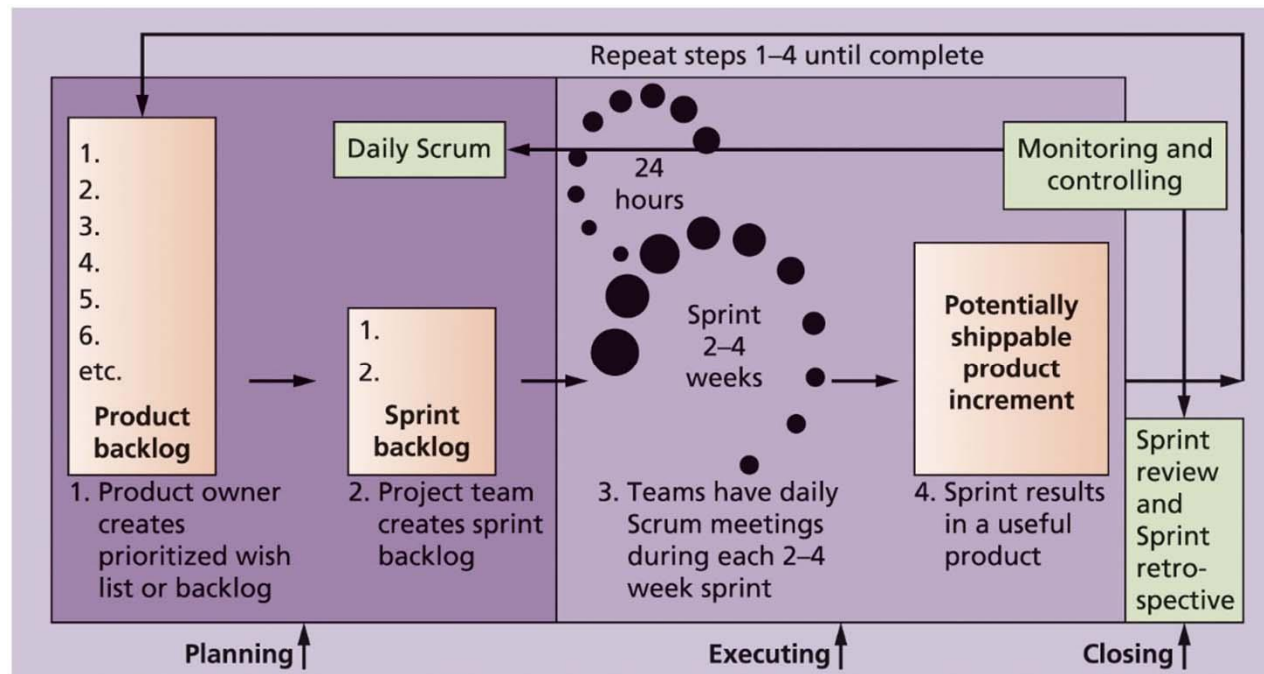 Repeat steps 1–4 until complete
1.
2.
3.
4.
5.
6.
etc.
Product
backlog
Daily Scrum
1.
2.
Sprint
backlog
24
hours
Sprint
2–4
weeks
Monitoring and
controlling
Potentially
shippable
product
increment
1. Product owner
creates
prioritized wish
list or backlog
2. Project team
creates sprint
backlog
3. Teams have daily
Scrum meetings
during each 2–4
week sprint
4. Sprint results
in a useful
product
Sprint
review
and
Sprint
retro-
spective
Planning
Executing
Closing